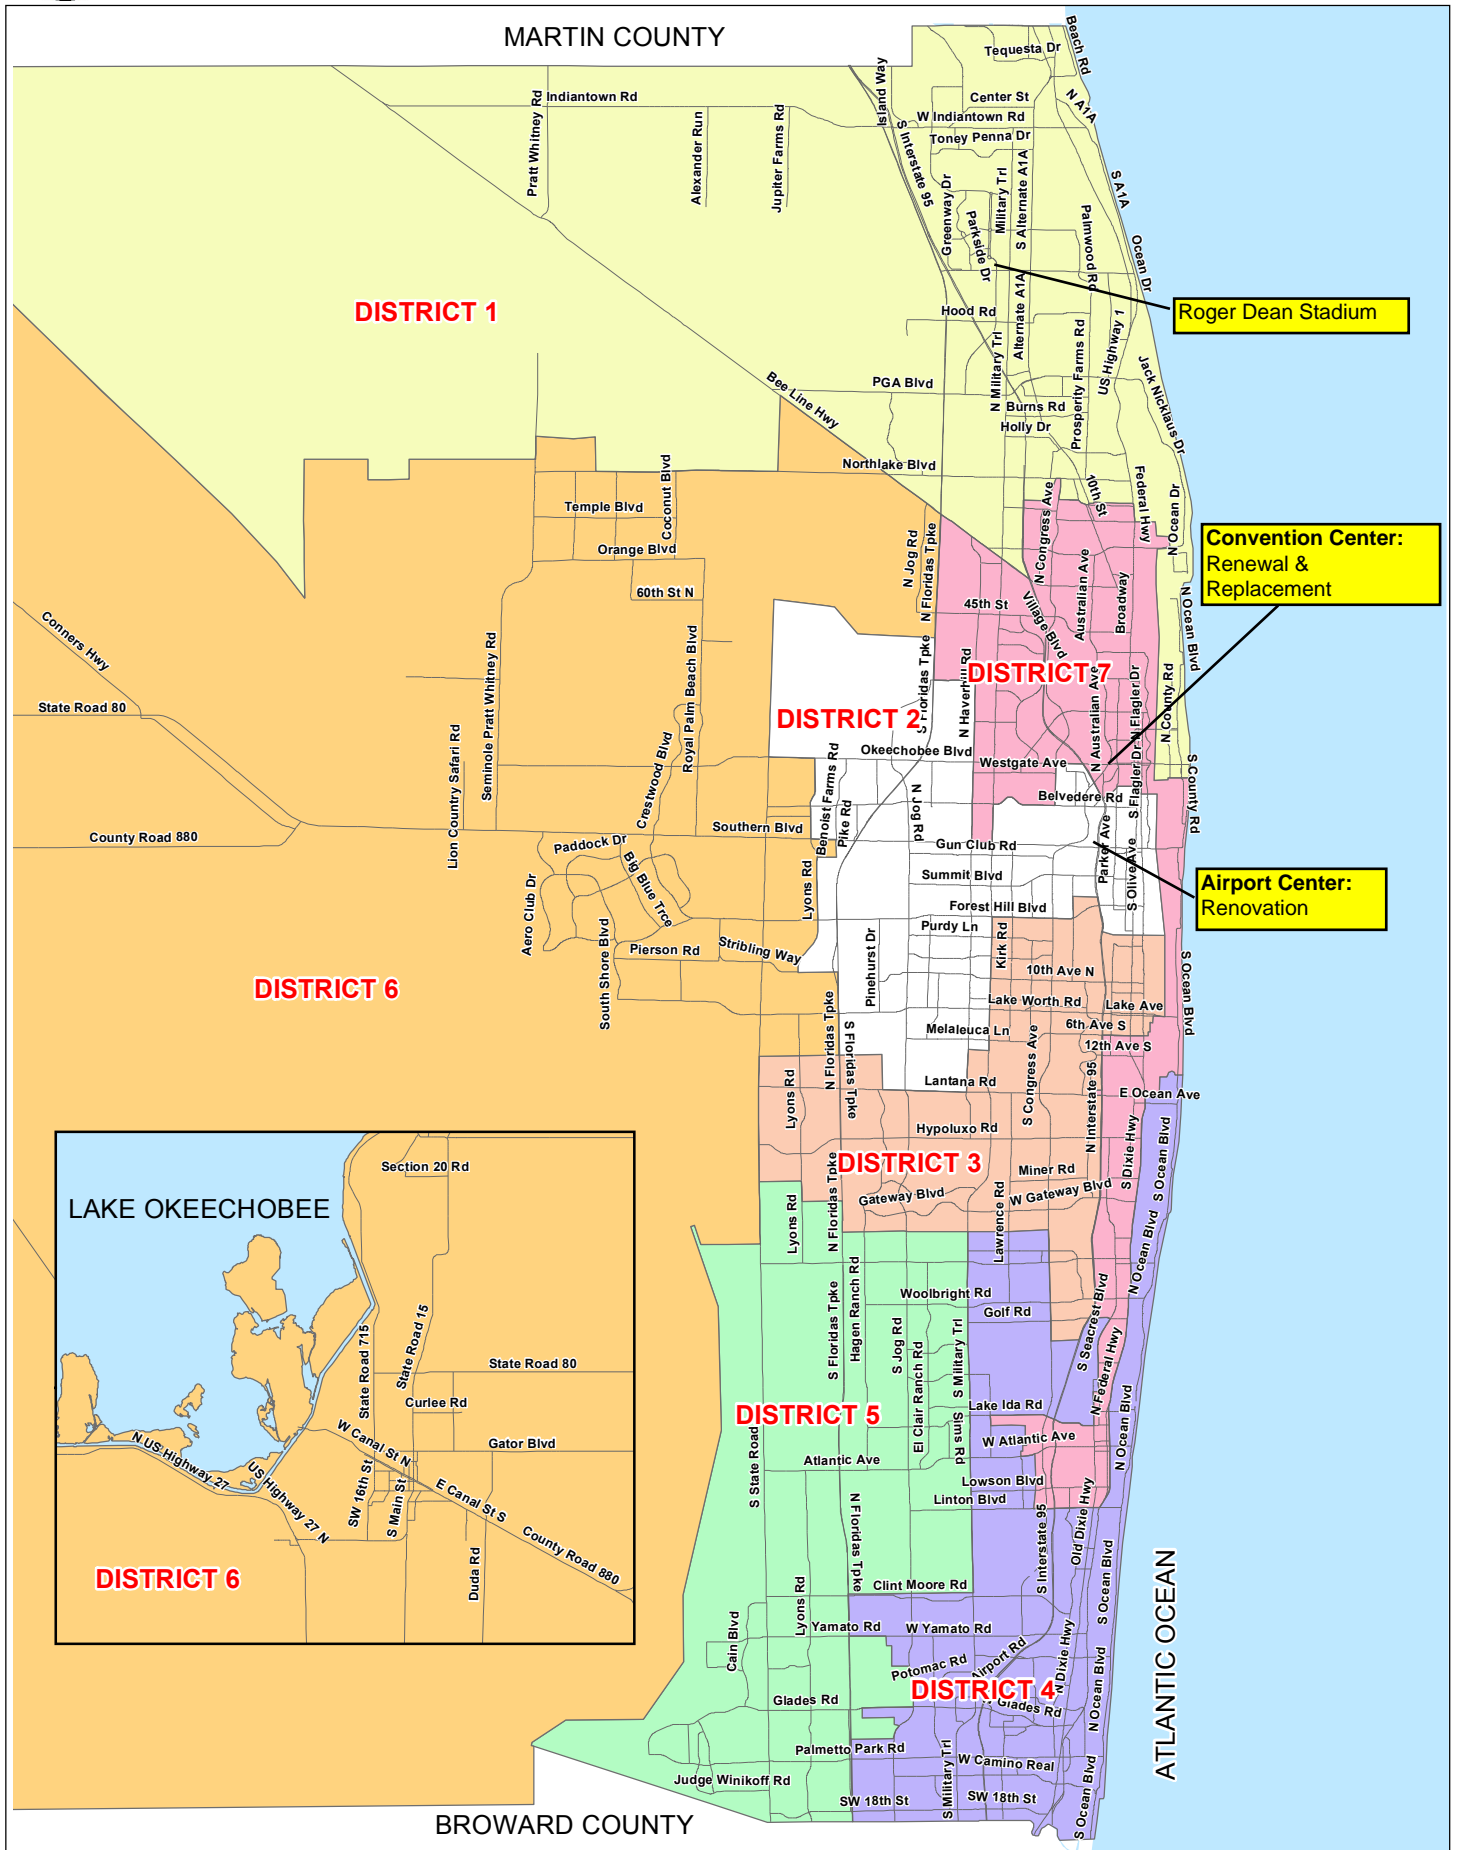 MARTIN COUNTY
Beach Rd
Tequesta Dr
Island Way
Indiantown Rd
Pratt Whitney Rd
Center St
N A1A
W Indiantown Rd
Alexander Run
Jupiter Farms Rd
S Interstate 95
Toney Penna Dr
Military Trl
S Alternate A1A
S A1A
Greenway Dr
Parkside Dr
Palmwood Rd
Ocean Dr
DISTRICT 1
Roger Dean Stadium
Hood Rd
Alternate A1A
N Military Trl
Prosperity Farms Rd
US Highway 1
Jack Nicklaus Dr
PGA Blvd
Bee Line Hwy
Burns Rd
Holly Dr
Northlake Blvd
Coconut Blvd
Temple Blvd
Orange Blvd
60th St N
N Jog Rd
N Floridas Tpke
N Congress Ave
10th St
Federal Hwy
N Ocean Dr
Convention Center:
Renewal &
Replacement
45th St
Village Blvd
Australian Ave
Broadway
N Ocean Blvd
Conners Hwy
State Road 80
Seminole Pratt Whitney Rd
Royal Palm Beach Blvd
S Floridas Tpke
N Haverhill Rd
DISTRICT 7
DISTRICT 2
N Australian Ave
N Flagler Dr
N County Rd
Okeechobee Blvd
Westgate Ave
Lion Country Safari Rd
Crestwood Blvd
Benoist Farms Rd
Pike Rd
N Jog Rd
Belvedere Rd
S Flagler Dr
S County Rd
County Road 880
Southern Blvd
Paddock Dr
Big Blue Trce
Gun Club Rd
Parker Ave
S Olive Ave
Summit Blvd
Airport Center:
Renovation
Aero Club Dr
Lyons Rd
Forest Hill Blvd
South Shore Blvd
Pierson Rd
Stribling Way
Pinehurst Dr
Purdy Ln
Kirk Rd
10th Ave N
DISTRICT 6
Lake Worth Rd
Lake Ave
S Ocean Blvd
N Floridas Tpke
S Floridas Tpke
Melaleuca Ln
6th Ave S
12th Ave S
S Congress Ave
N Interstate 95
Lyons Rd
Lantana Rd
E Ocean Ave
Hypoluxo Rd
S Dixie Hwy
S Ocean Blvd
DISTRICT 3
Miner Rd
Gateway Blvd
W Gateway Blvd
Lawrence Rd
Lyons Rd
N Floridas Tpke
N Ocean Blvd
Section 20 Rd
LAKE OKEECHOBEE
State Road 715
State Road 15
State Road 80
Curlee Rd
W Canal St N
Gator Blvd
N US Highway 27
US Highway 27 N
SW 16th St
S Main St
E Canal St S
County Road 880
Duda Rd
DISTRICT 6
S Floridas Tpke
Hagen Ranch Rd
Woolbright Rd
Golf Rd
S Seacrest Blvd
S Jog Rd
El Clair Ranch Rd
S Military Trl
N Federal Hwy
Lake Ida Rd
DISTRICT 5
Sims Rd
W Atlantic Ave
N Ocean Blvd
S State Road
Atlantic Ave
Lowson Blvd
Linton Blvd
N Floridas Tpke
S Interstate 95
Old Dixie Hwy
S Ocean Blvd
Clint Moore Rd
Lyons Rd
Cain Blvd
Yamato Rd
W Yamato Rd
Potomac Rd
Airport Rd
N Dixie Hwy
N Ocean Blvd
DISTRICT 4
Glades Rd
Glades Rd
Palmetto Park Rd
S Military Trl
W Camino Real
Judge Winikoff Rd
SW 18th St
SW 18th St
S Ocean Blvd
ATLANTIC OCEAN
BROWARD COUNTY